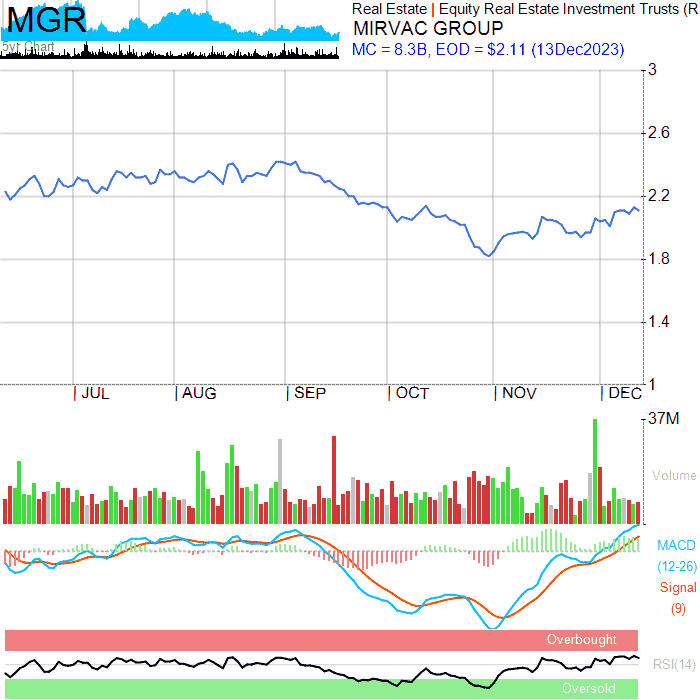 MGR
5yr Chart
Real Estate | Equity Real Estate Investment Trusts (R
MIRVAC GROUP
MC = 8.3B, EOD = $2.11 (13Dec2023)
3
2.6
2.2
1.8
1.4
1
| JUL | AUG | SEP | OCT | NOV | DEC
37M
Volume
MACD
(12-26)
Signal
(9)
Overbought
RSI(14)
Oversold